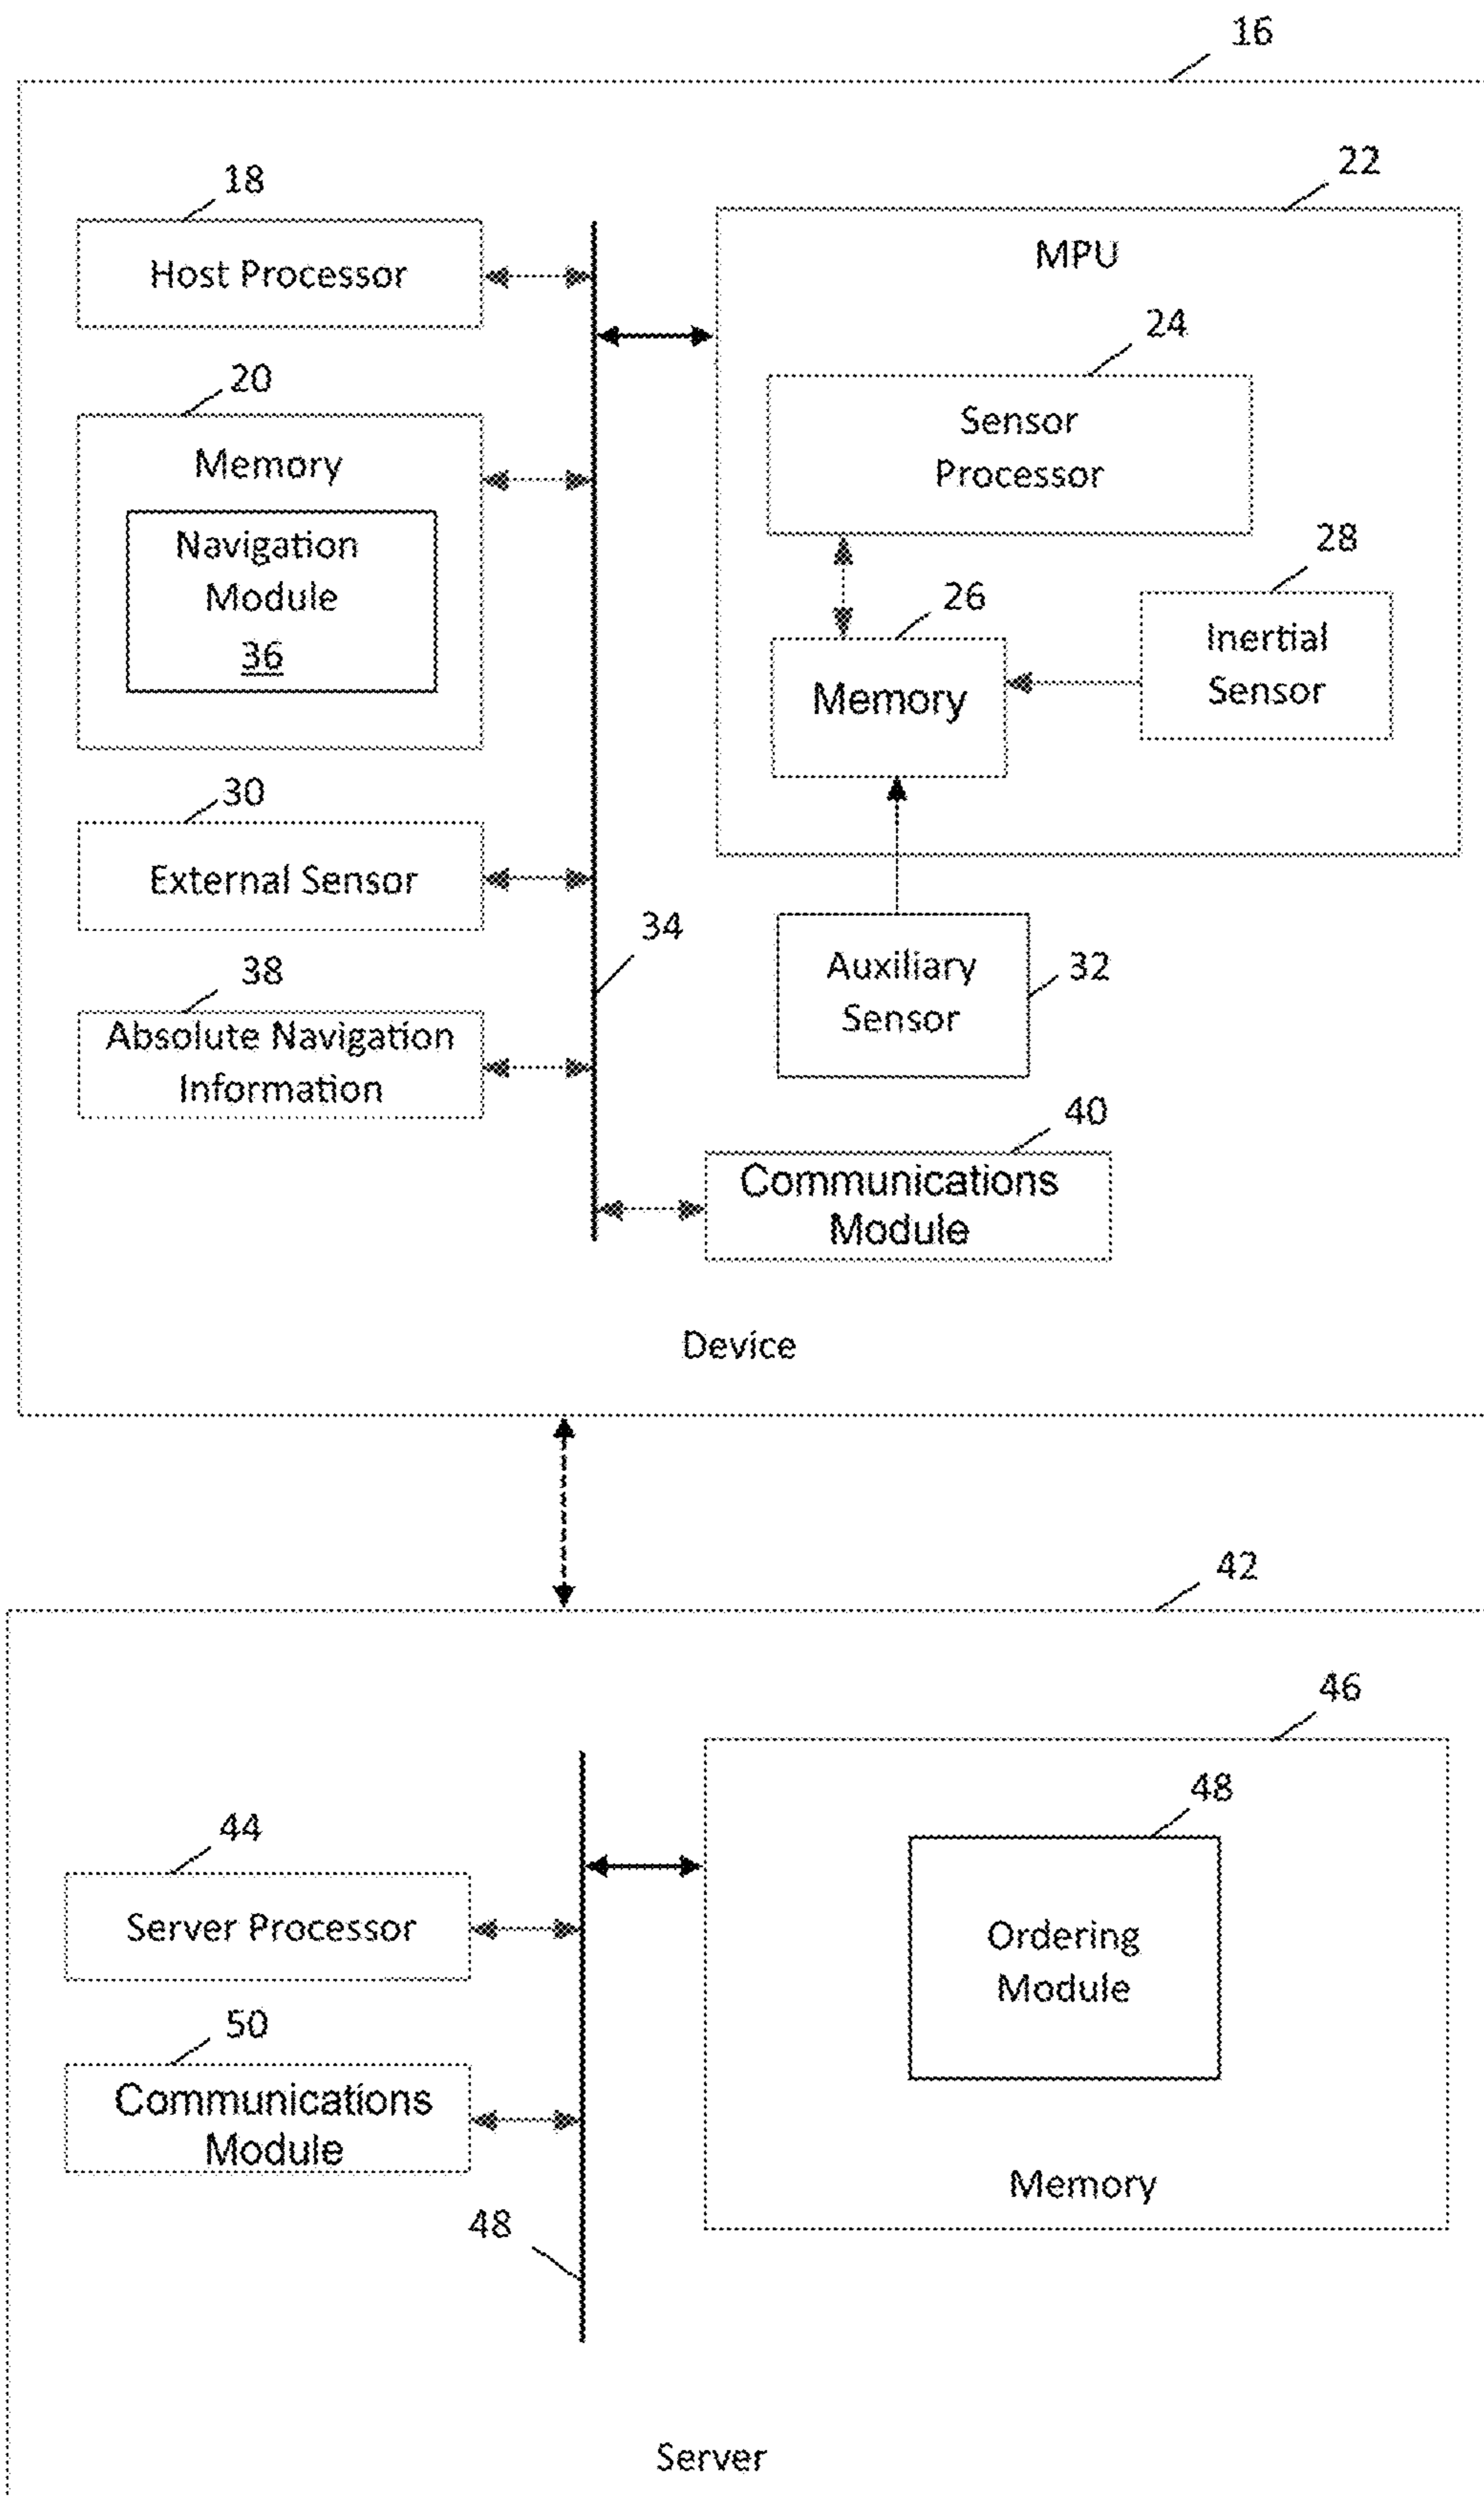 16
18
Host Processor
20
Memory
Navigation
Module
36
30
External Sensor
38
Absolute Navigation
Information
34
22
MPU
24
Sensor
Processor
26
Memory
28
Inertial
Sensor
Auxiliary
Sensor
32
40
Communications
Module
Device
42
44
Server Processor
50
Communications
Module
48
46
48
Ordering
Module
Memory
Server